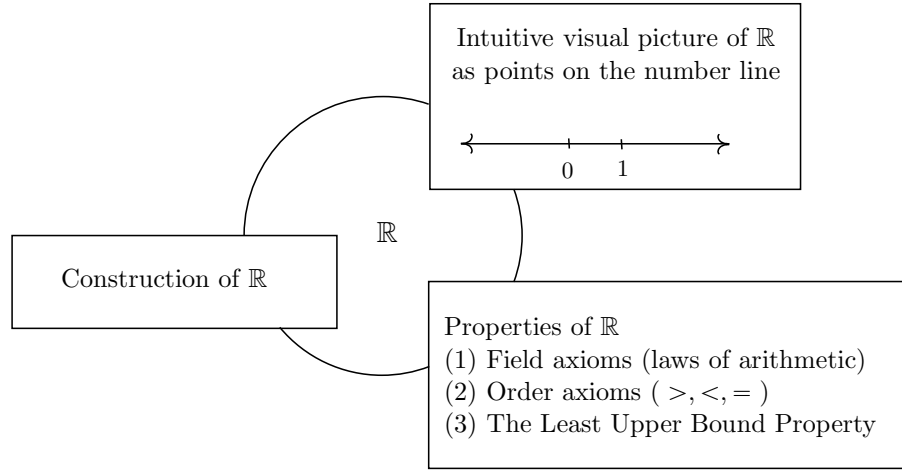 Intuitive visual picture of ℝ
as points on the number line
0 1
ℝ
Construction of ℝ
Properties of ℝ
(1) Field axioms (laws of arithmetic)
(2) Order axioms ( >, <, = )
(3) The Least Upper Bound Property